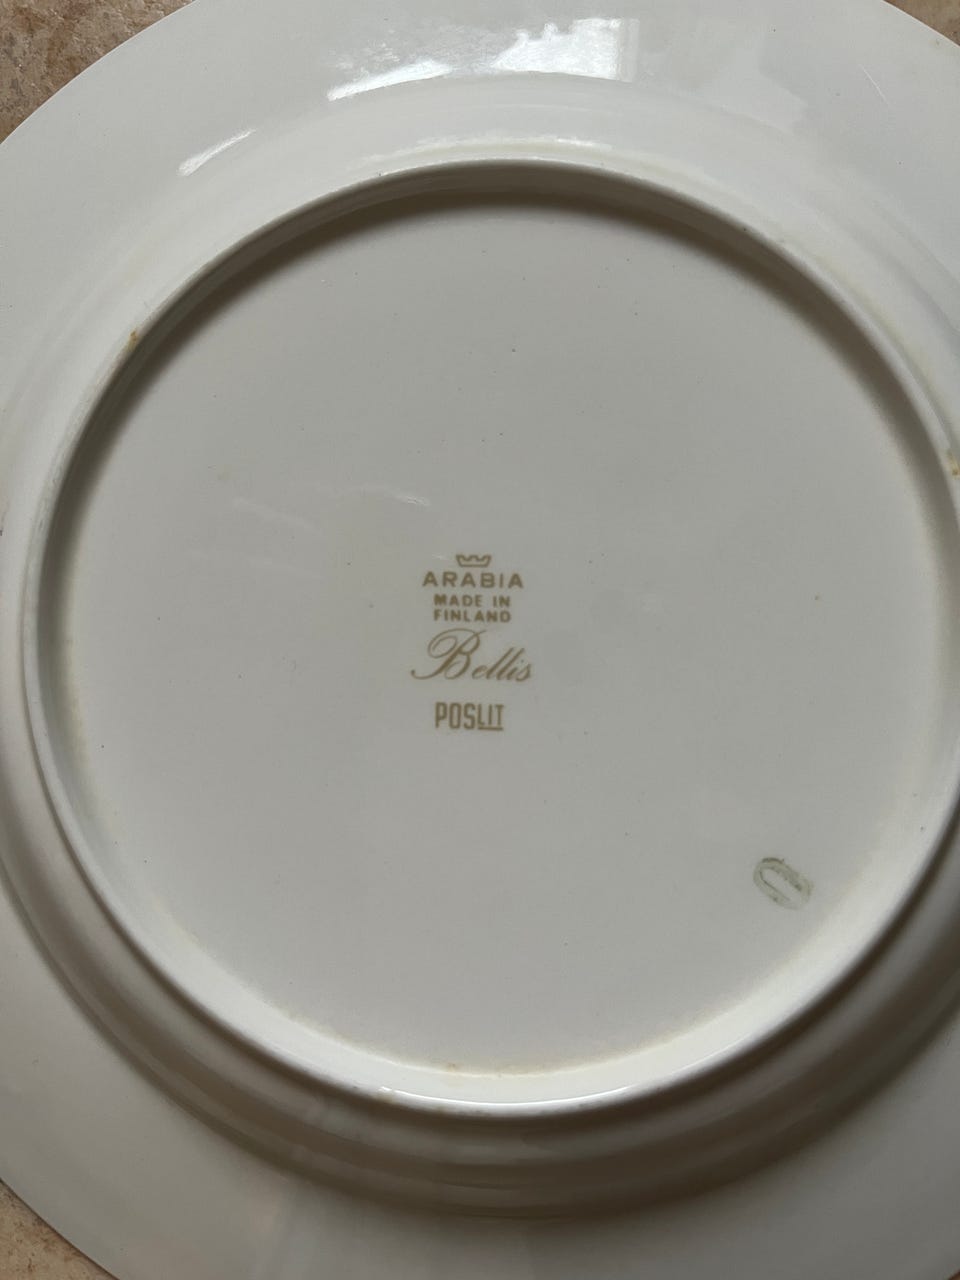 ARABIA
MADE IN
FINLAND
Bellis
POSLIT